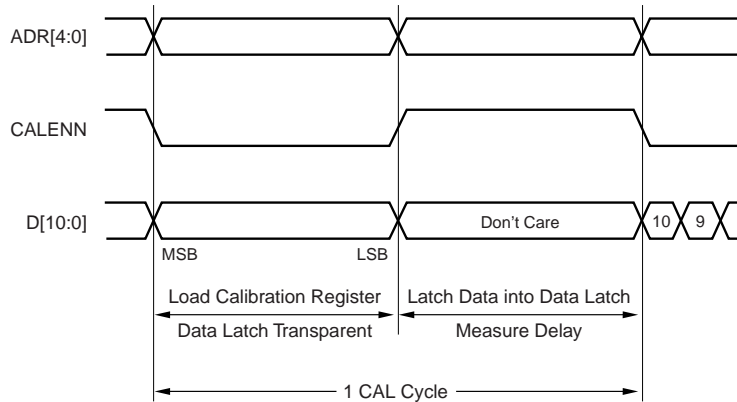 ADR[4:0]
CALENN
D[10:0]
Don't Care
10
9
MSB
LSB
Load Calibration Register
Latch Data into Data Latch
Data Latch Transparent
Measure Delay
1 CAL Cycle